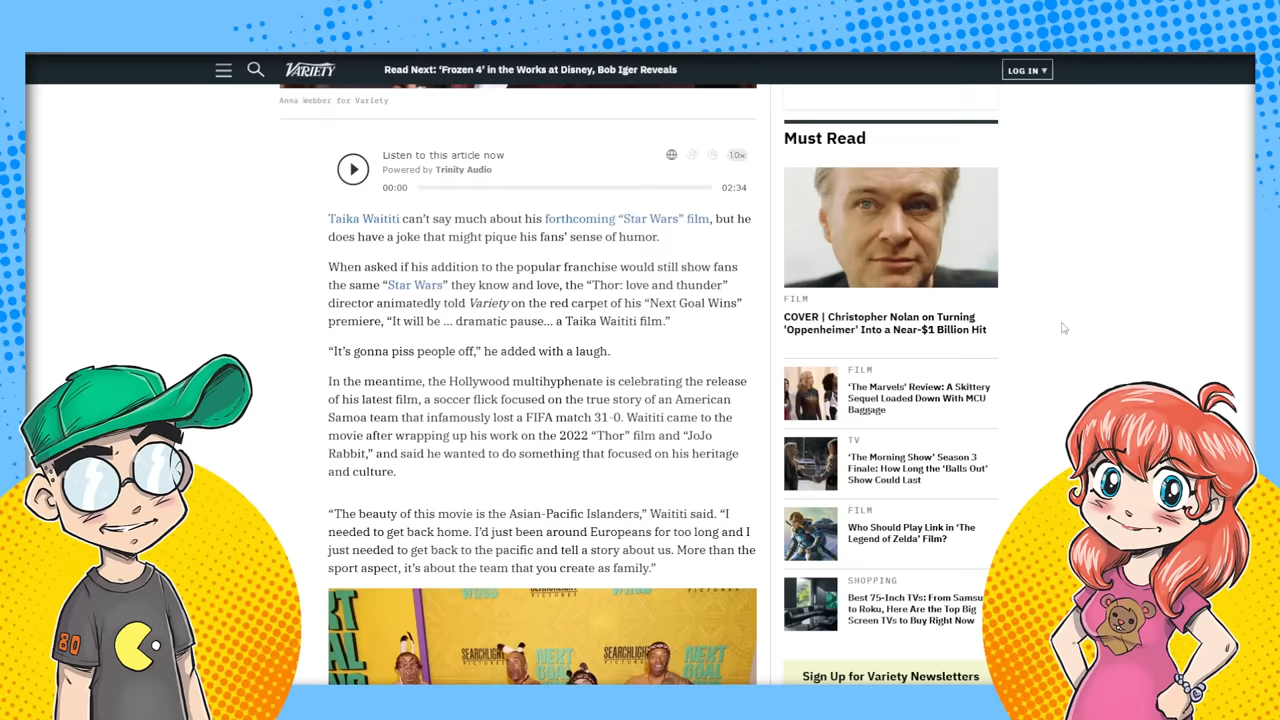 VARIETY
Read Next: ‘Frozen 4’ in the Works at Disney, Bob Iger Reveals
LOG IN ▾
Anna Webber for Variety
Listen to this article now
Powered by Trinity Audio
1.0x
00:00
02:34
Taika Waititi can’t say much about his forthcoming “Star Wars” film, but he
does have a joke that might pique his fans’ sense of humor.
When asked if his addition to the popular franchise would still show fans
the same “Star Wars” they know and love, the “Thor: love and thunder”
director animatedly told Variety on the red carpet of his “Next Goal Wins”
premiere, “It will be … dramatic pause… a Taika Waititi film.”
“It’s gonna piss people off,” he added with a laugh.
In the meantime, the Hollywood multihyphenate is celebrating the release
of his latest film, a soccer flick focused on the true story of an American
Samoa team that infamously lost a FIFA match 31-0. Waititi came to the
movie after wrapping up his work on the 2022 “Thor” film and “JoJo
Rabbit,” and said he wanted to do something that focused on his heritage
and culture.
“The beauty of this movie is the Asian-Pacific Islanders,” Waititi said. “I
needed to get back home. I’d just been around Europeans for too long and I
just needed to get back to the pacific and tell a story about us. More than the
sport aspect, it’s about the team that you create as family.”
SEARCHLIGHT
PICTURES
NEXT
GOAL
SEARCHLIGHT
PICTURES
Must Read
FILM
COVER | Christopher Nolan on Turning
'Oppenheimer' Into a Near-$1 Billion Hit
FILM
‘The Marvels’ Review: A Skittery
Sequel Loaded Down With MCU
Baggage
TV
‘The Morning Show’ Season 3
Finale: How Long the ‘Balls Out’
Show Could Last
FILM
Who Should Play Link in ‘The
Legend of Zelda’ Film?
SHOPPING
Best 75-Inch TVs: From Samsu
to Roku, Here Are the Top Big
Screen TVs to Buy Right Now
Sign Up for Variety Newsletters
80